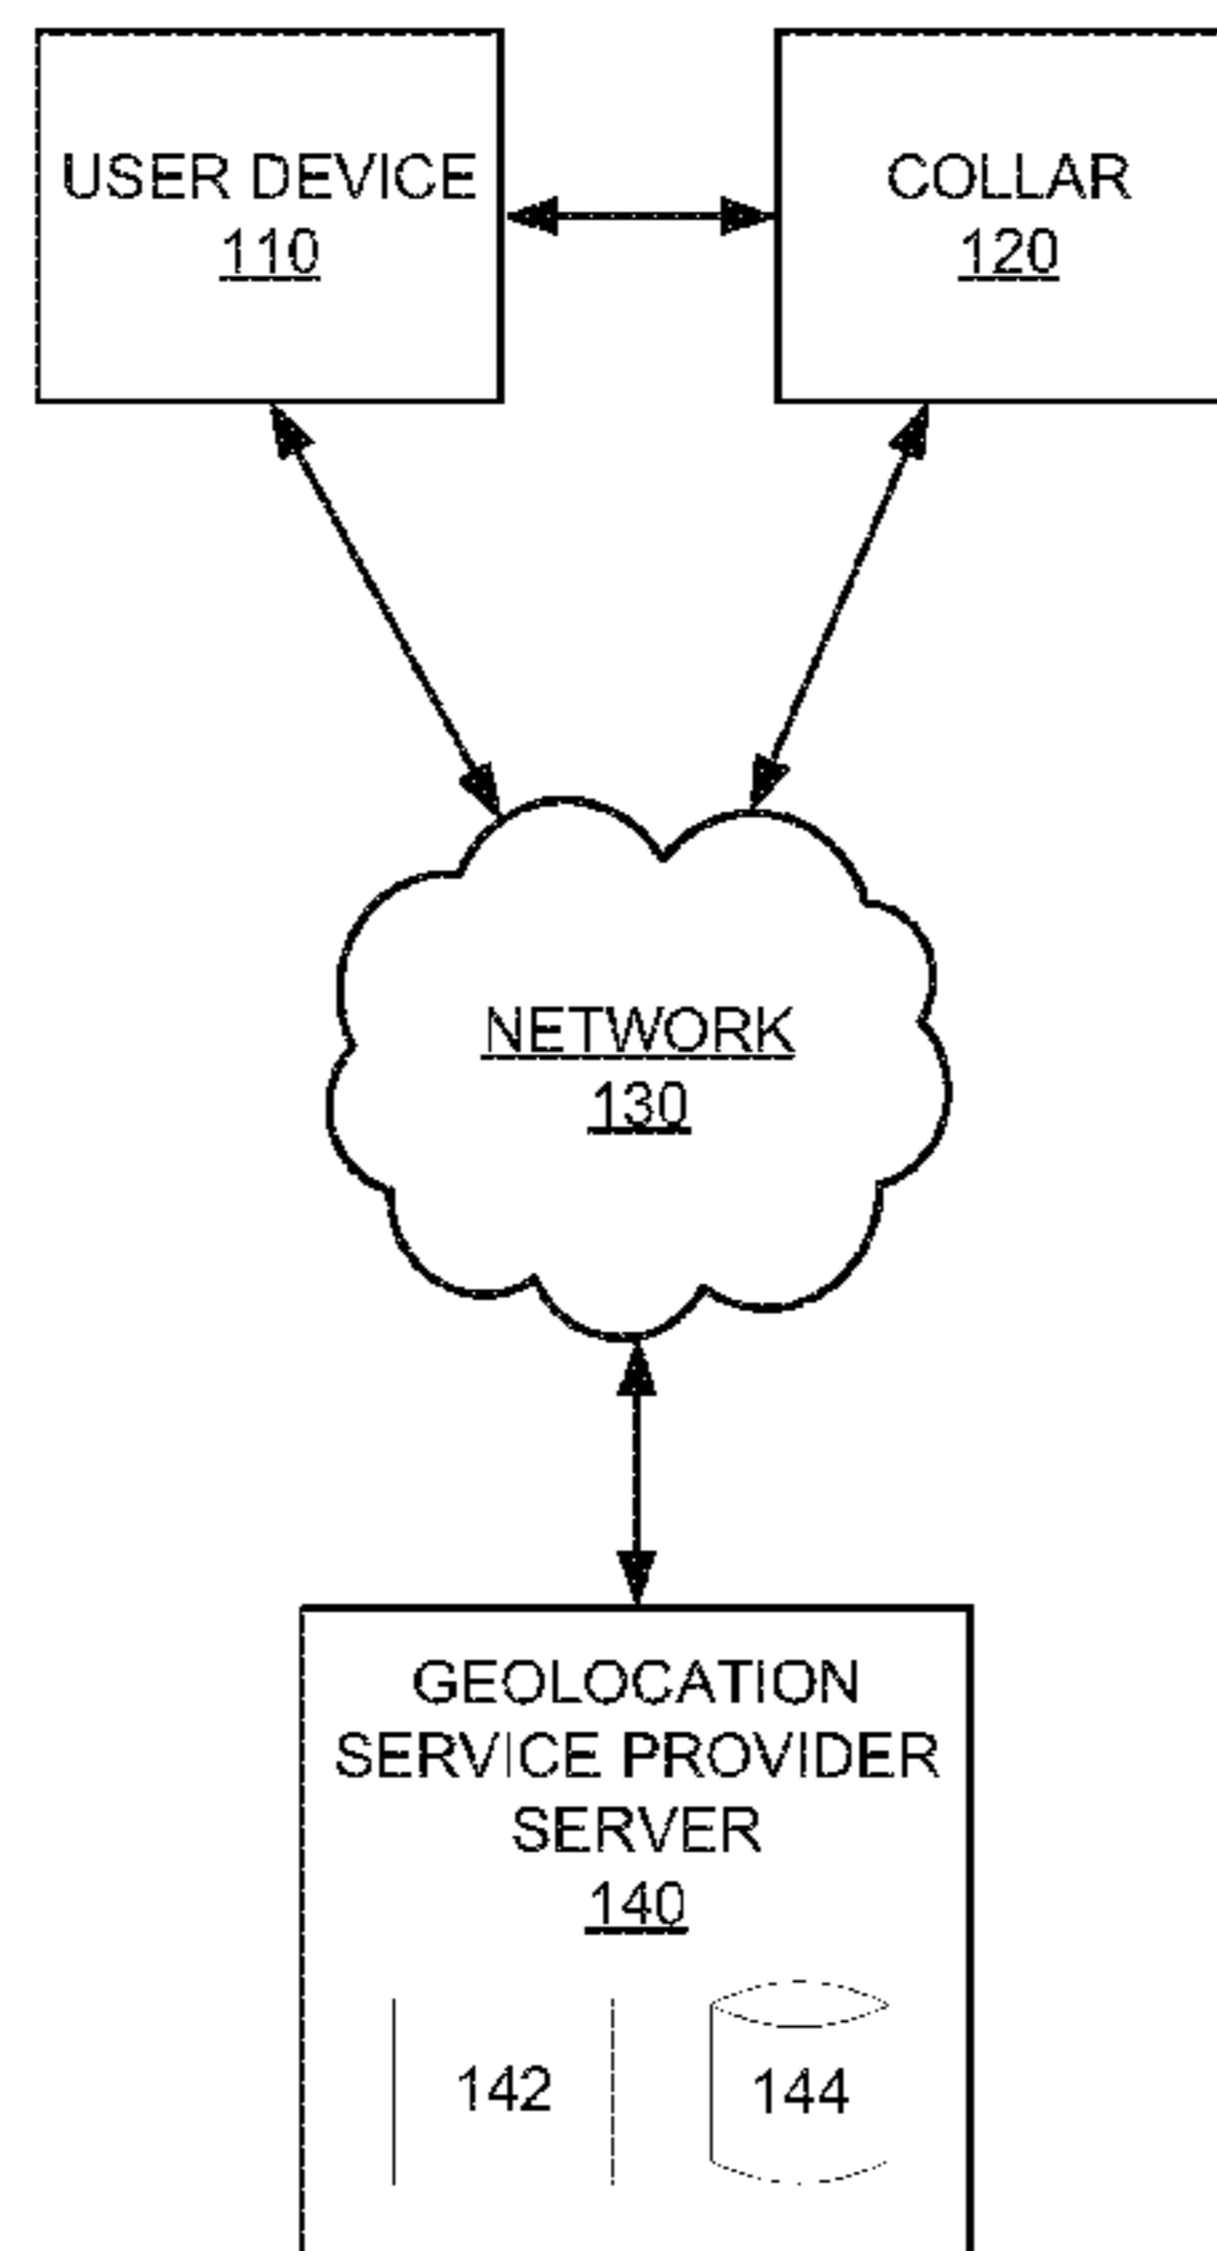 USER DEVICE
110
COLLAR
120
NETWORK
130
GEOLOCATION
SERVICE PROVIDER
SERVER
140
142
144